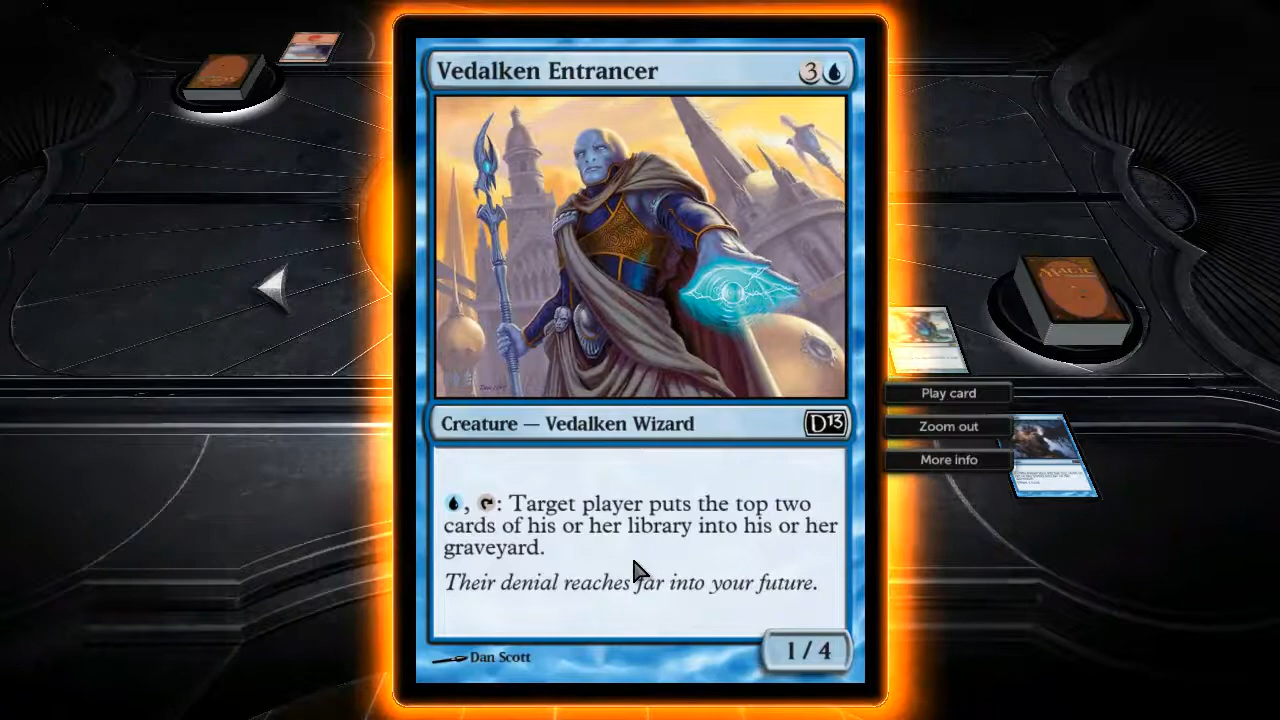 Vedalken Entrancer
3
Creature — Vedalken Wizard
D13
: Target player puts the top two
cards of his or her library into his or her
graveyard.
Their denial reaches far into your future.
1 / 4
Dan Scott
MAGIC
Play card
Zoom out
More info